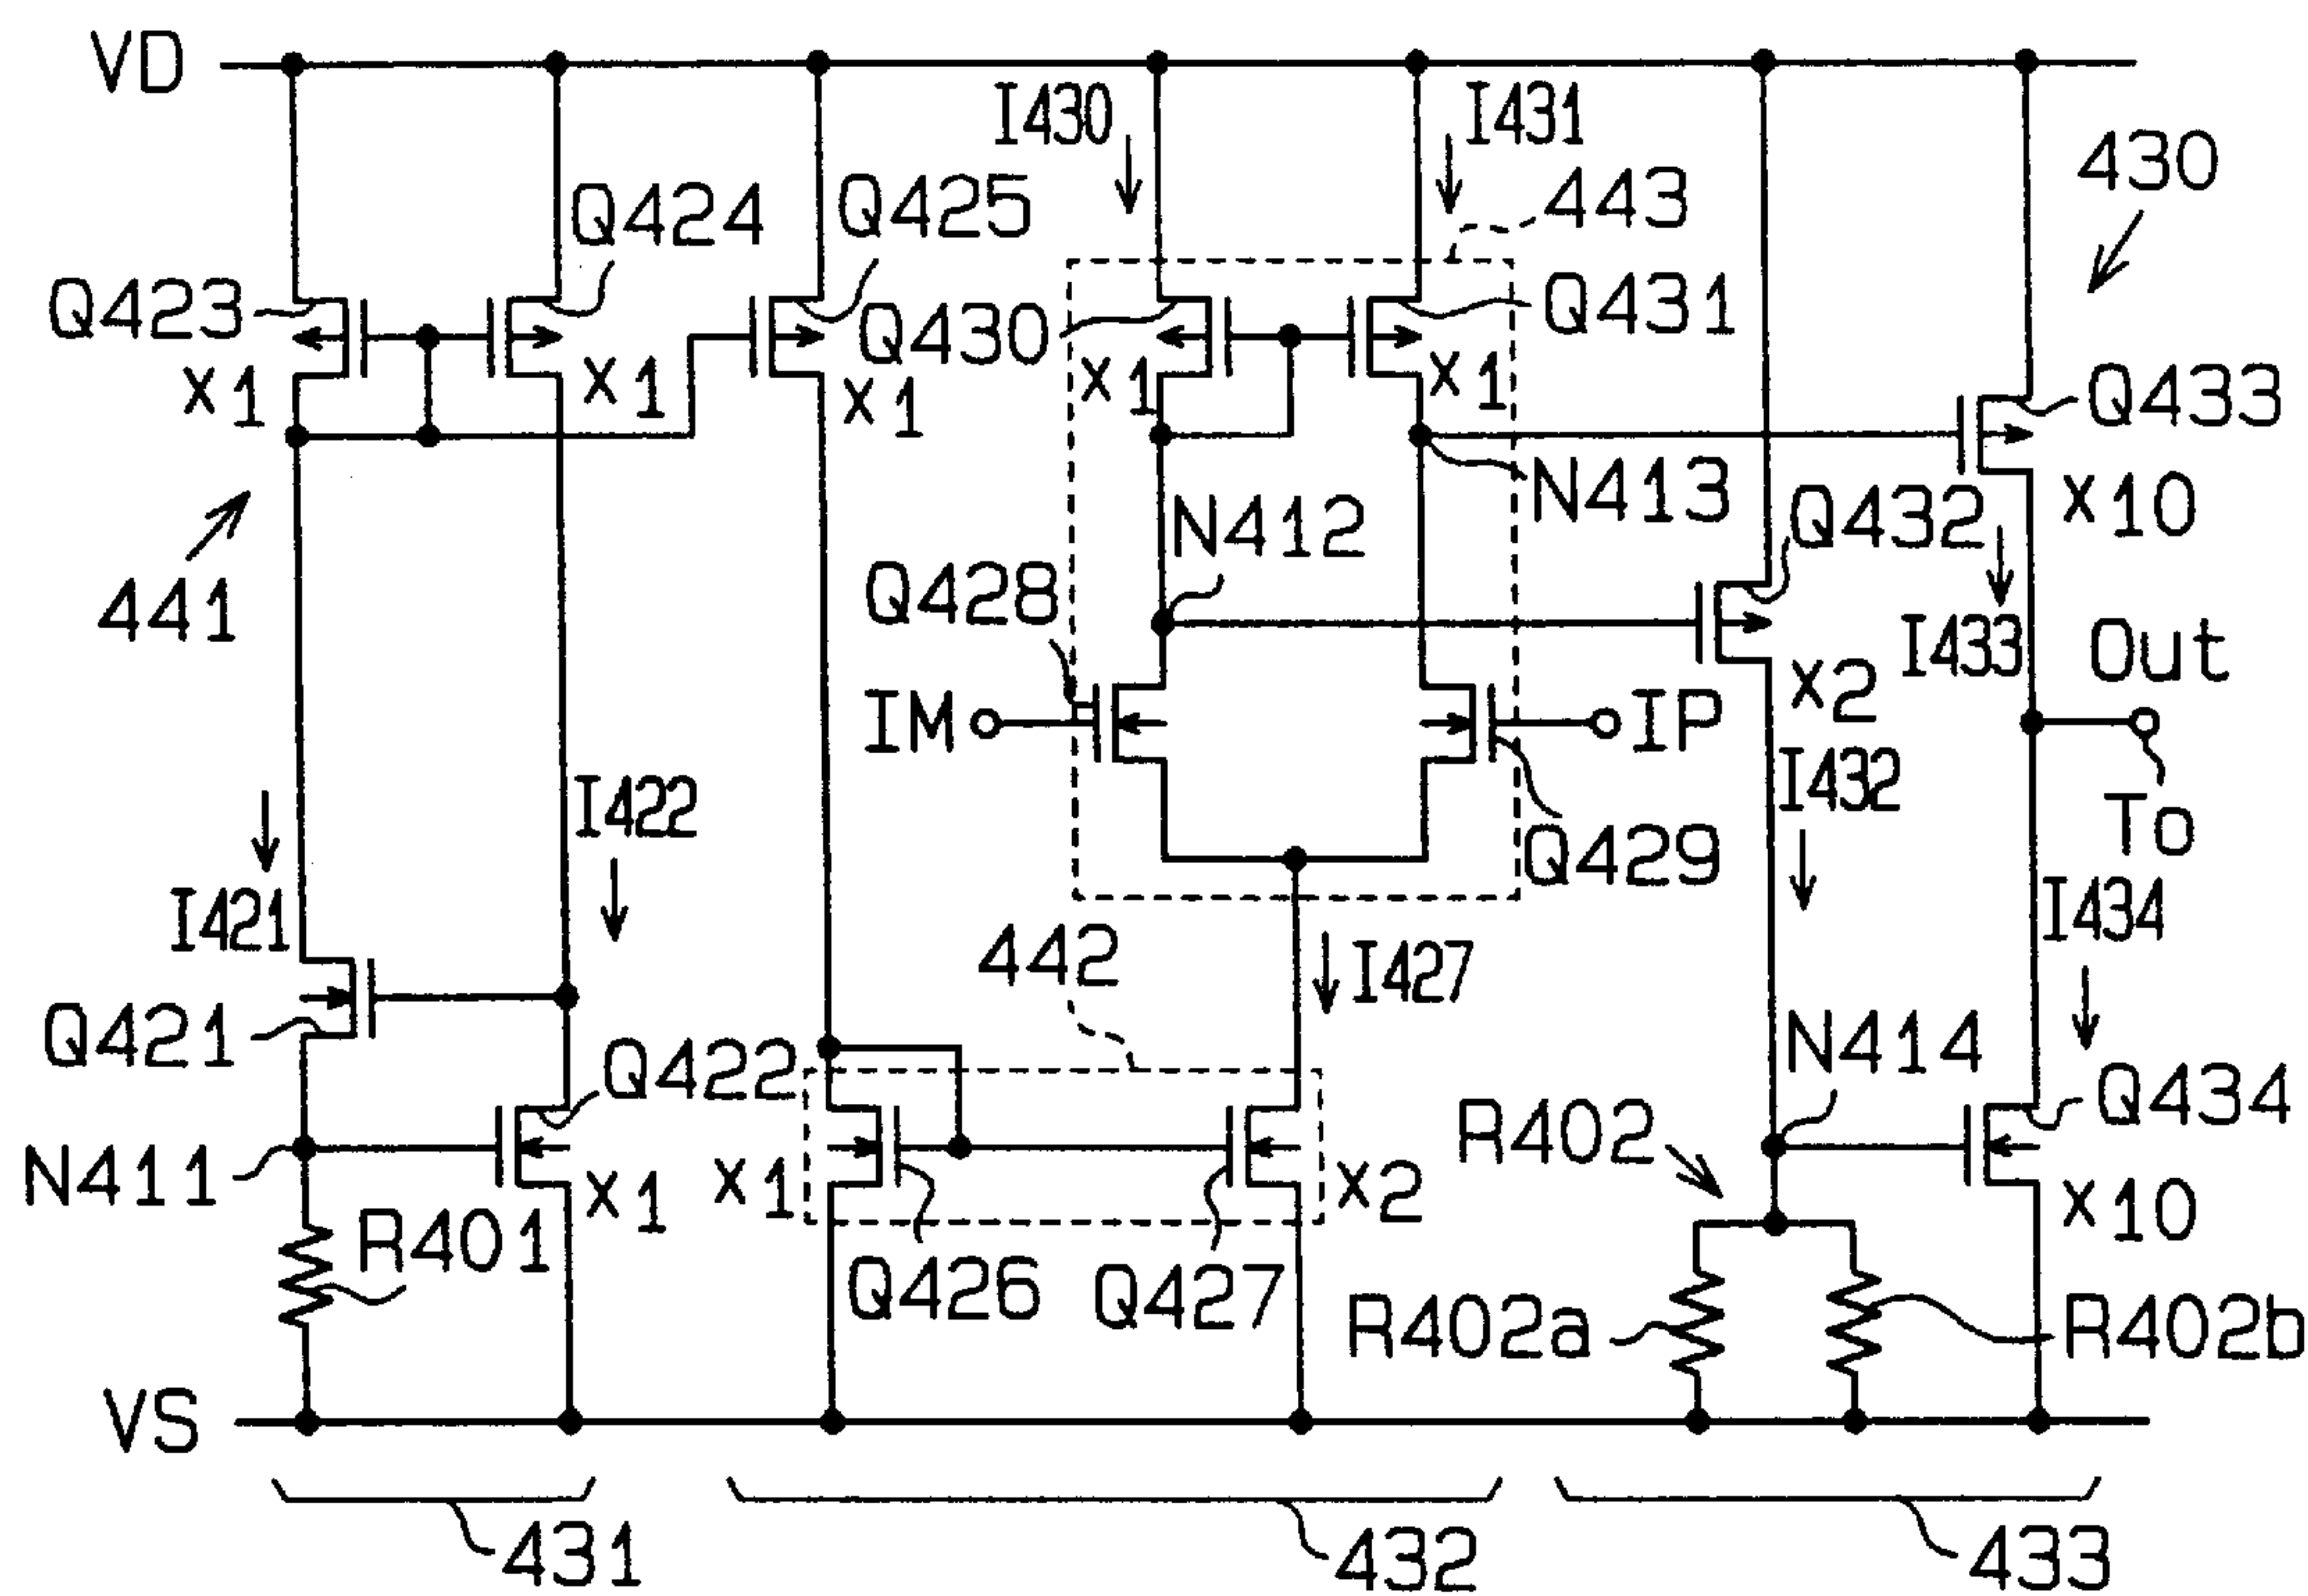 VD
I430
I431
430
443
Q424
Q425
Q423
Q430
Q431
x1
x1
x1
x1
x1
Q433
x10
N412
N413
Q432
441
Q428
I433
Out
IM
IP
x2
I432
I422
To
Q429
I421
I434
442
I427
Q421
Q422
N414
Q434
R402
N411
x1
x1
x2
x10
R401
Q426
Q427
R402a
R402b
VS
431
432
433